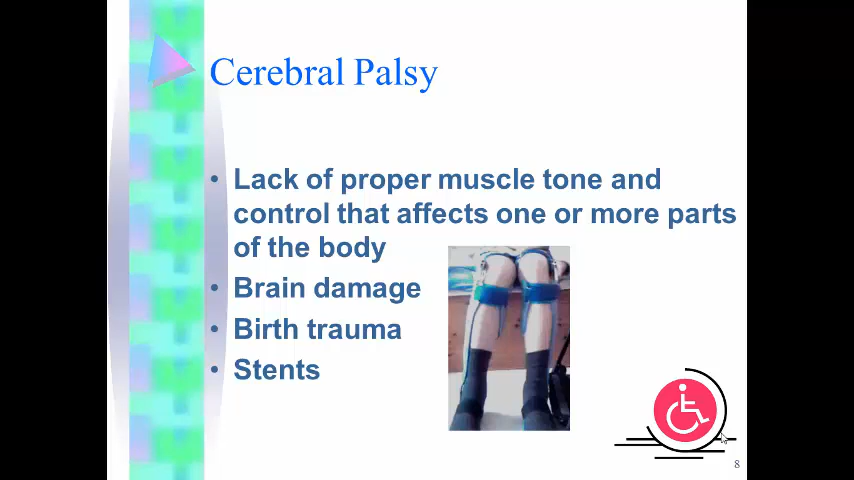 Cerebral Palsy
• Lack of proper muscle tone and
control that affects one or more parts
of the body
• Brain damage
• Birth trauma
• Stents
8